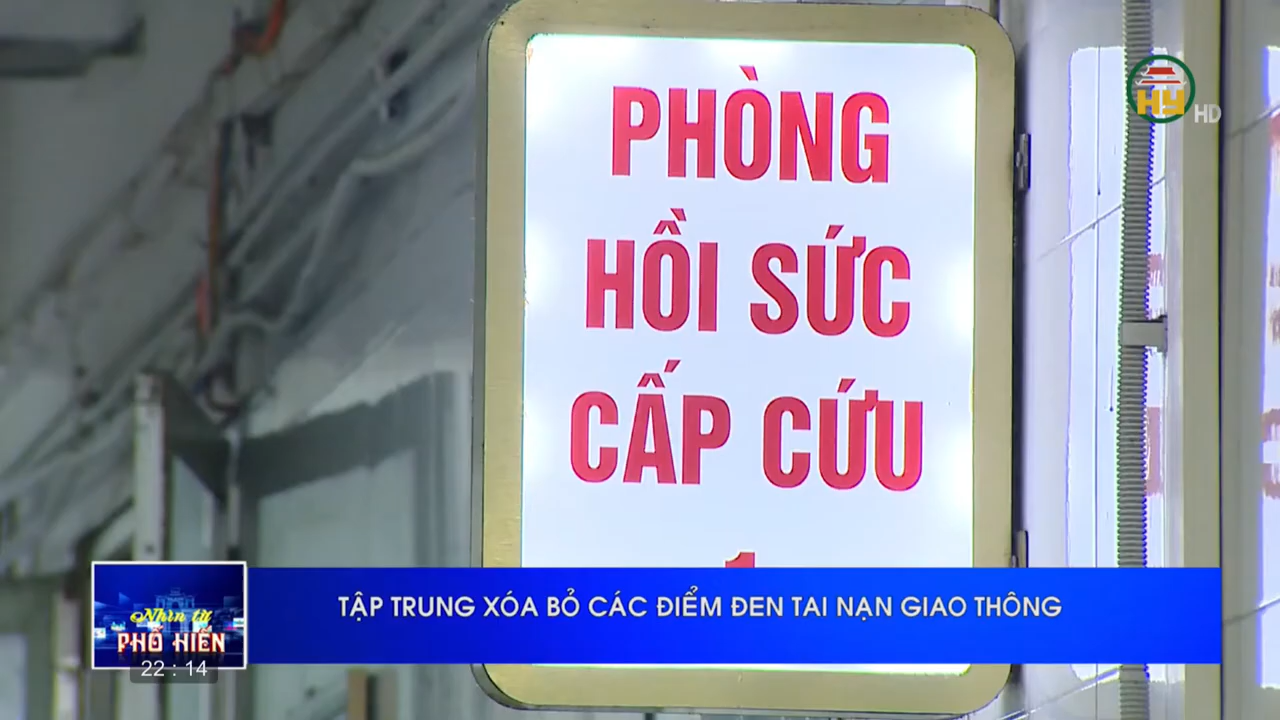 PHÒNG
HỒI SỨC
CẤP CỨU
HY HD
TẬP TRUNG XÓA BỎ CÁC ĐIỂM ĐEN TAI NẠN GIAO THÔNG
Nhìn từ
PHỐ HIẾN
22 : 14